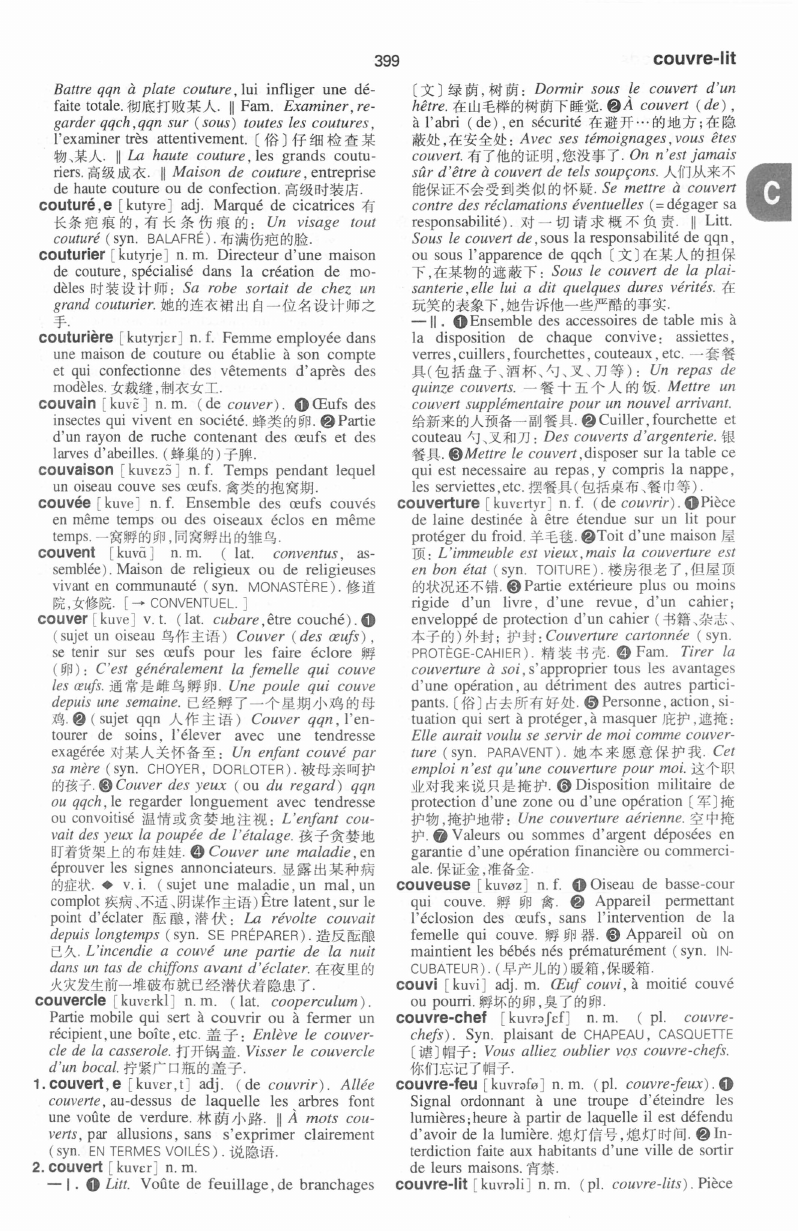 399
couvre-lit
Battre qqn à plate couture, lui infliger une dé-
faite totale. 彻底打败某人. ‖ Fam. Examiner, re-
garder qqch, qqn sur (sous) toutes les coutures,
l'examiner très attentivement. 〔俗〕仔细检查某
物、某人. ‖ La haute couture, les grands coutu-
riers. 高级成衣. ‖ Maison de couture, entreprise
de haute couture ou de confection. 高级时装店.
couturé, e [kutyre] adj. Marqué de cicatrices 有
长条疤痕的, 有长条伤痕的: Un visage tout
couturé (syn. BALAFRÉ). 布满伤疤的脸.
couturier [kutyrje] n. m. Directeur d'une maison
de couture, spécialisé dans la création de mo-
dèles 时装设计师: Sa robe sortait de chez un
grand couturier. 她的连衣裙出自一位名设计师之
手.
couturière [kutyrjɛr] n. f. Femme employée dans
une maison de couture ou établie à son compte
et qui confectionne des vêtements d'après des
modèles. 女裁缝, 制衣女工.
couvain [kuvɛ̃] n. m. (de couver). ❶ Œufs des
insectes qui vivent en société. 蜂类的卵. ❷ Partie
d'un rayon de ruche contenant des œufs et des
larves d'abeilles. (蜂巢的)子脾.
couvaison [kuvɛzɔ̃] n. f. Temps pendant lequel
un oiseau couve ses œufs. 禽类的抱窝期.
couvée [kuve] n. f. Ensemble des œufs couvés
en même temps ou des oiseaux éclos en même
temps. 一窝孵的卵, 同窝孵出的雏鸟.
couvent [kuvɑ̃] n. m. (lat. conventus, as-
semblée). Maison de religieux ou de religieuses
vivant en communauté (syn. MONASTÈRE). 修道
院, 女修院. [→ CONVENTUEL.]
couver [kuve] v. t. (lat. cubare, être couché). ❶
(sujet un oiseau 鸟作主语) Couver (des œufs),
se tenir sur ses œufs pour les faire éclore 孵
(卵): C'est généralement la femelle qui couve
les œufs. 通常是雌鸟孵卵. Une poule qui couve
depuis une semaine. 已经孵了一个星期小鸡的母
鸡. ❷ (sujet qqn 人作主语) Couver qqn, l'en-
tourer de soins, l'élever avec une tendresse
exagérée 对某人关怀备至: Un enfant couvé par
sa mère (syn. CHOYER, DORLOTER). 被母亲呵护
的孩子. ❸ Couver des yeux (ou du regard) qqn
ou qqch, le regarder longuement avec tendresse
ou convoitisé 温情或贪婪地注视: L'enfant cou-
vait des yeux la poupée de l'étalage. 孩子贪婪地
盯着货架上的布娃娃. ❹ Couver une maladie, en
éprouver les signes annonciateurs. 显露出某种病
的症状. ◆ v. i. (sujet une maladie, un mal, un
complot 疾病、不适、阴谋作主语) Être latent, sur le
point d'éclater 酝酿, 潜伏: La révolte couvait
depuis longtemps (syn. SE PRÉPARER). 造反酝酿
已久. L'incendie a couvé une partie de la nuit
dans un tas de chiffons avant d'éclater. 在夜里的
火灾发生前一堆破布就已经潜伏着隐患了.
couvercle [kuvɛrkl] n. m. (lat. cooperculum).
Partie mobile qui sert à couvrir ou à fermer un
récipient, une boîte, etc. 盖子: Enlève le couver-
cle de la casserole. 打开锅盖. Visser le couvercle
d'un bocal. 拧紧广口瓶的盖子.
1. couvert, e [kuvɛr, t] adj. (de couvrir). Allée
couverte, au-dessus de laquelle les arbres font
une voûte de verdure. 林荫小路. ‖ À mots cou-
verts, par allusions, sans s'exprimer clairement
(syn. EN TERMES VOILÉS). 说隐语.
2. couvert [kuvɛr] n. m.
—Ⅰ. ❶ Litt. Voûte de feuillage, de branchages
〔文〕绿荫, 树荫: Dormir sous le couvert d'un
hêtre. 在山毛榉的树荫下睡觉. ❷ À couvert (de),
à l'abri (de), en sécurité 在避开…的地方; 在隐
蔽处, 在安全处: Avec ses témoignages, vous êtes
couvert. 有了他的证明, 您没事了. On n'est jamais
sûr d'être à couvert de tels soupçons. 人们从来不
能保证不会受到类似的怀疑. Se mettre à couvert
contre des réclamations éventuelles (= dégager sa
responsabilité). 对一切请求概不负责. ‖ Litt.
Sous le couvert de, sous la responsabilité de qqn,
ou sous l'apparence de qqch 〔文〕在某人的担保
下, 在某物的遮蔽下: Sous le couvert de la plai-
santerie, elle lui a dit quelques dures vérités. 在
玩笑的表象下, 她告诉他一些严酷的事实.
—Ⅱ. ❶ Ensemble des accessoires de table mis à
la disposition de chaque convive: assiettes,
verres, cuillers, fourchettes, couteaux, etc. 一套餐
具(包括盘子、酒杯、勺、叉、刀等): Un repas de
quinze couverts. 一餐十五个人的饭. Mettre un
couvert supplémentaire pour un nouvel arrivant.
给新来的人预备一副餐具. ❷ Cuiller, fourchette et
couteau 勺、叉和刀: Des couverts d'argenterie. 银
餐具. ❸ Mettre le couvert, disposer sur la table ce
qui est necessaire au repas, y compris la nappe,
les serviettes, etc. 摆餐具(包括桌布、餐巾等).
couverture [kuvɛrtyr] n. f. (de couvrir). ❶ Pièce
de laine destinée à être étendue sur un lit pour
protéger du froid. 羊毛毯. ❷ Toit d'une maison 屋
顶: L'immeuble est vieux, mais la couverture est
en bon état (syn. TOITURE). 楼房很老了, 但屋顶
的状况还不错. ❸ Partie extérieure plus ou moins
rigide d'un livre, d'une revue, d'un cahier;
enveloppé de protection d'un cahier (书籍、杂志、
本子的)外封; 护封: Couverture cartonnée (syn.
PROTÈGE-CAHIER). 精装书壳. ❹ Fam. Tirer la
couverture à soi, s'approprier tous les avantages
d'une opération, au détriment des autres partici-
pants. 〔俗〕占去所有好处. ❺ Personne, action, si-
tuation qui sert à protéger, à masquer 庇护, 遮掩:
Elle aurait voulu se servir de moi comme couver-
ture (syn. PARAVENT). 她本来愿意保护我. Cet
emploi n'est qu'une couverture pour moi. 这个职
业对我来说只是掩护. ❻ Disposition militaire de
protection d'une zone ou d'une opération 〔军〕掩
护物, 掩护地带: Une couverture aérienne. 空中掩
护. ❼ Valeurs ou sommes d'argent déposées en
garantie d'une opération financière ou commerci-
ale. 保证金, 准备金.
couveuse [kuvøz] n. f. ❶ Oiseau de basse-cour
qui couve. 孵卵禽. ❷ Appareil permettant
l'éclosion des œufs, sans l'intervention de la
femelle qui couve. 孵卵器. ❸ Appareil où on
maintient les bébés nés prématurément (syn. IN-
CUBATEUR). (早产儿的)暖箱, 保暖箱.
couvi [kuvi] adj. m. Œuf couvi, à moitié couvé
ou pourri. 孵坏的卵, 臭了的卵.
couvre-chef [kuvrəʃɛf] n. m. (pl. couvre-
chefs). Syn. plaisant de CHAPEAU, CASQUETTE
〔谑〕帽子: Vous alliez oublier vos couvre-chefs.
你们忘记了帽子.
couvre-feu [kuvrəfø] n. m. (pl. couvre-feux). ❶
Signal ordonnant à une troupe d'éteindre les
lumières; heure à partir de laquelle il est défendu
d'avoir de la lumière. 熄灯信号, 熄灯时间. ❷ In-
terdiction faite aux habitants d'une ville de sortir
de leurs maisons. 宵禁.
couvre-lit [kuvrəli] n. m. (pl. couvre-lits). Pièce
C